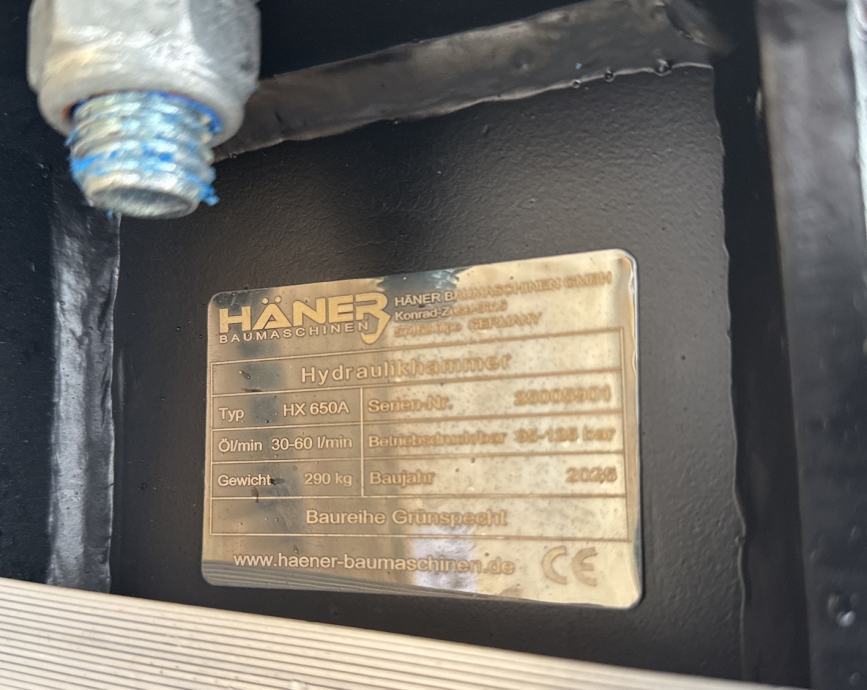 HÄNER
BAUMASCHINEN
HÄNER BAUMASCHINEN GMBH
GERMANY
Hydraulikhammer
Typ HX 650A Serien-Nr.
Öl/min 30-60 l/min bar
Gewicht 290 kg Baujahr
Baureihe Grünspecht
www.haener-baumaschinen.de CE